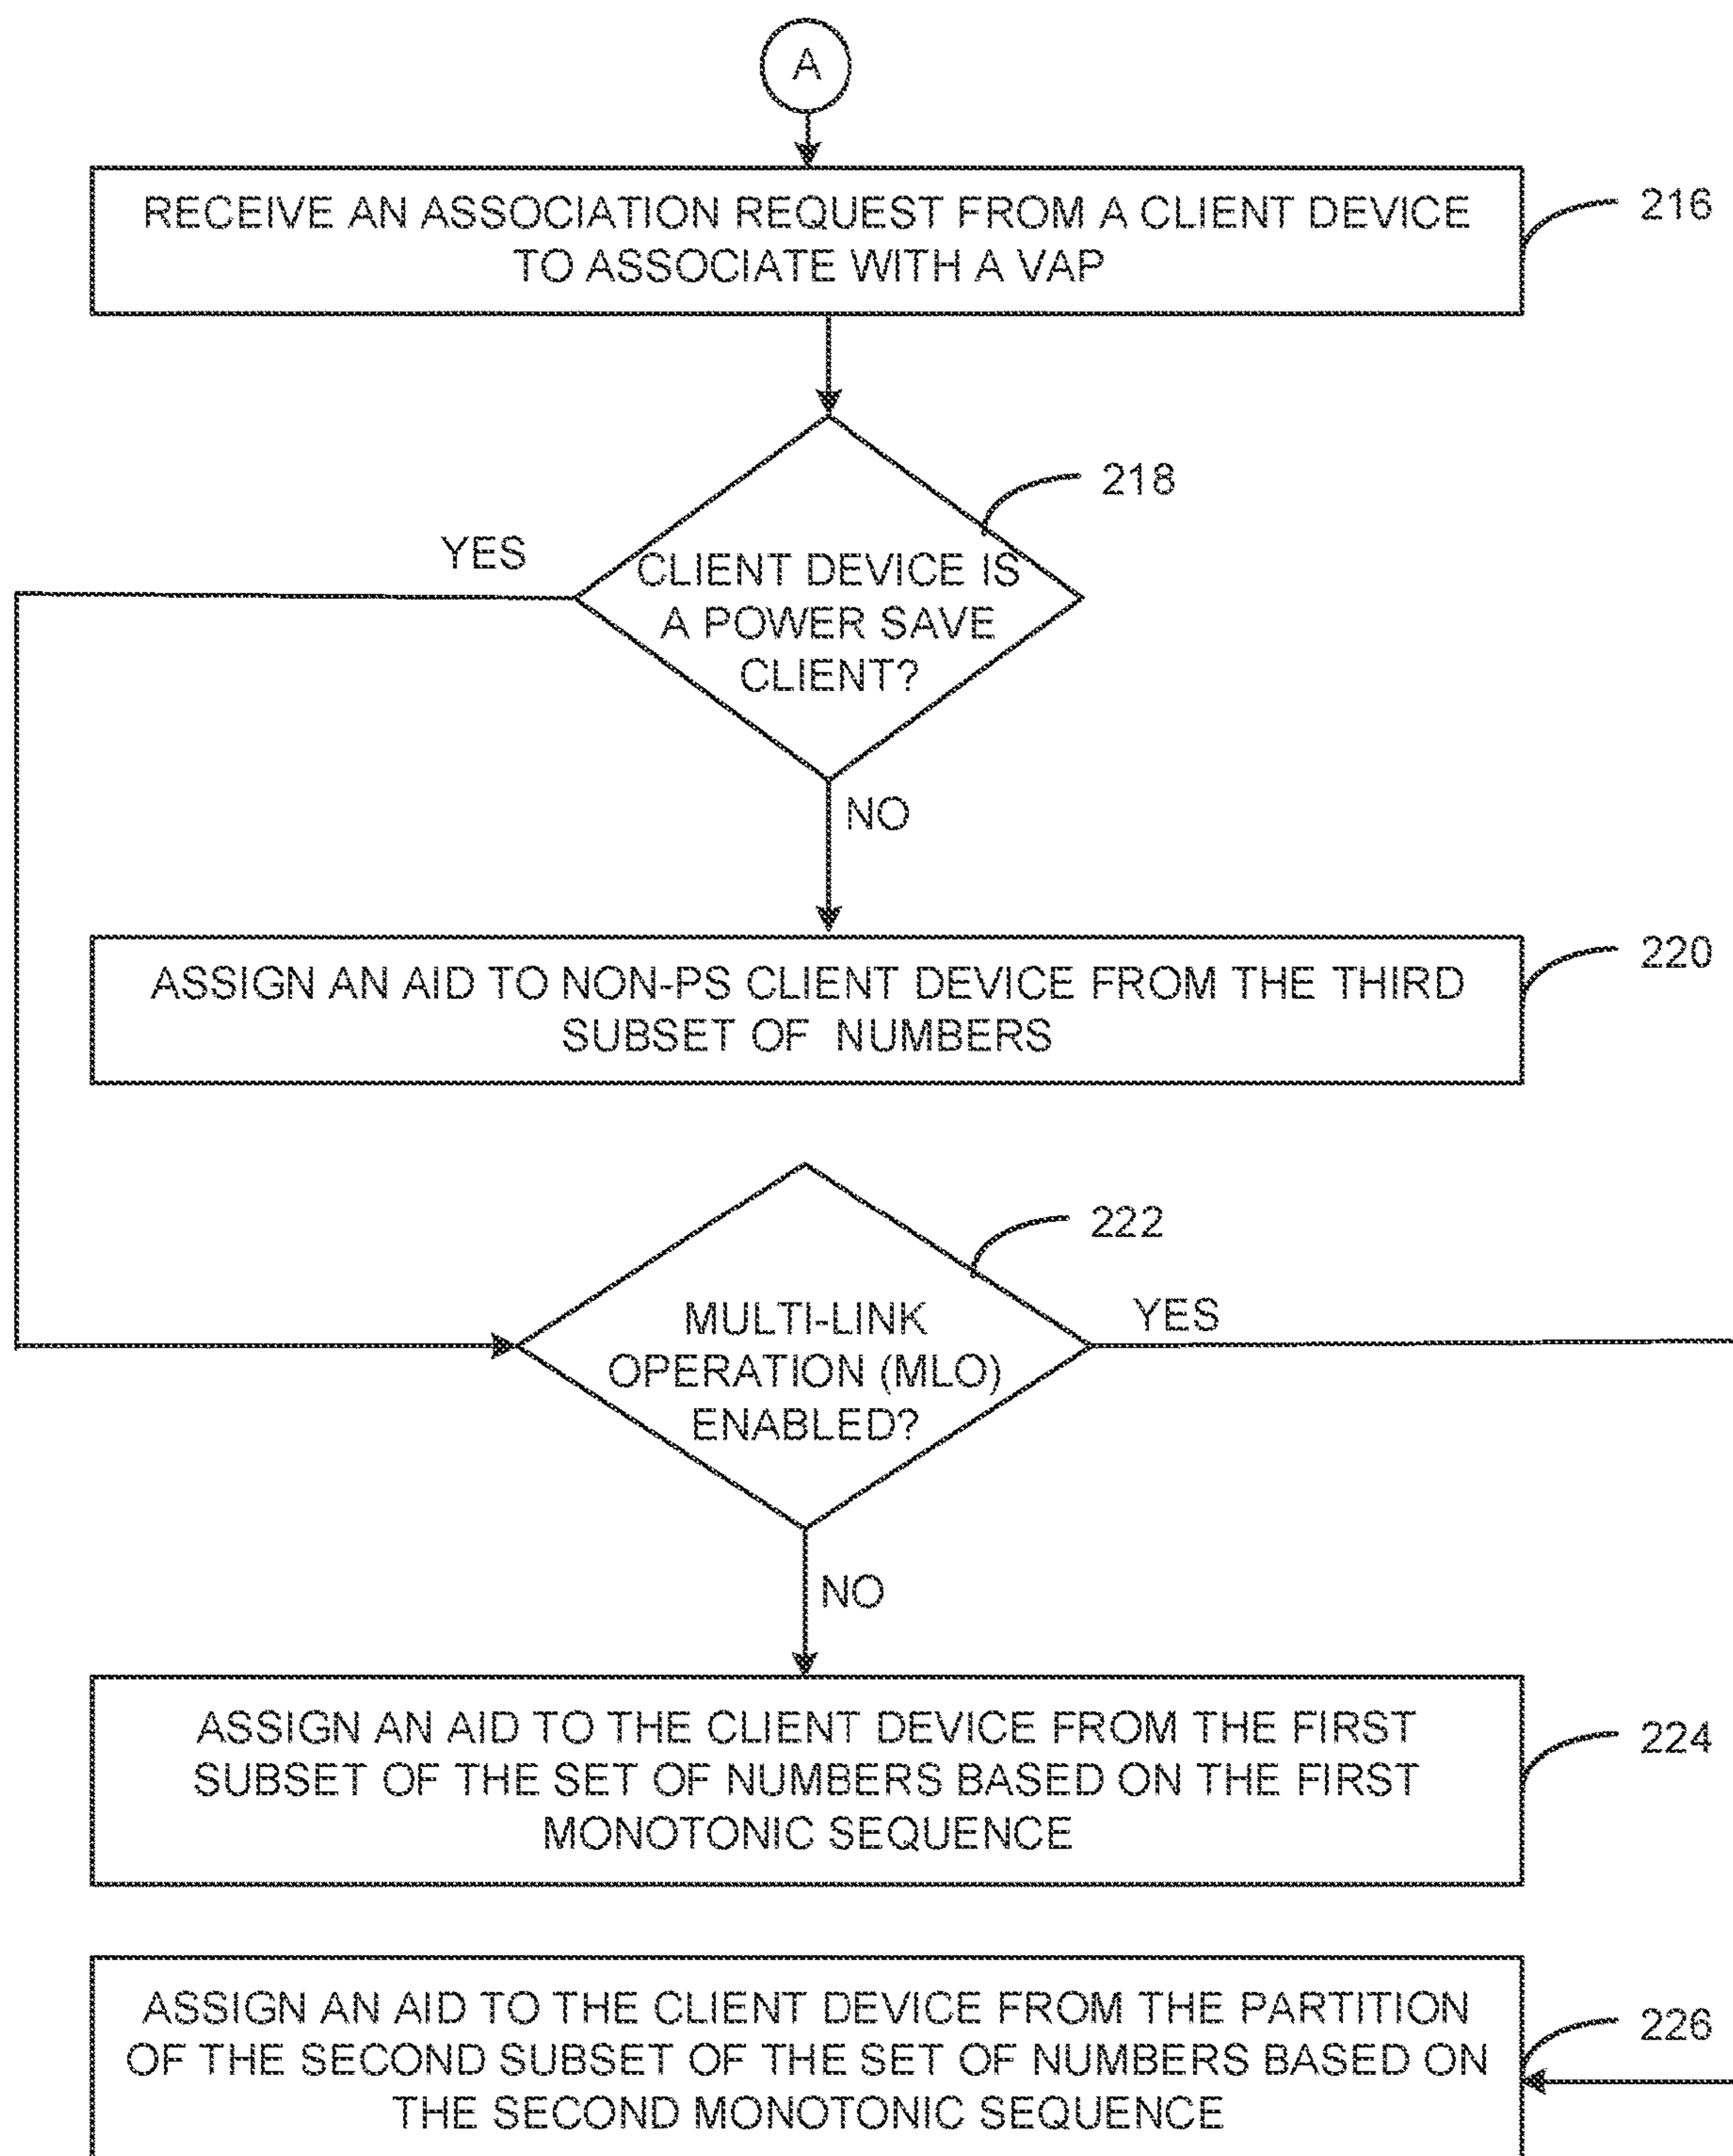 A
RECEIVE AN ASSOCIATION REQUEST FROM A CLIENT DEVICE
TO ASSOCIATE WITH A VAP
216
218
YES
CLIENT DEVICE IS
A POWER SAVE
CLIENT?
NO
ASSIGN AN AID TO NON-PS CLIENT DEVICE FROM THE THIRD
SUBSET OF NUMBERS
220
222
MULTI-LINK
OPERATION (MLO)
ENABLED?
YES
NO
ASSIGN AN AID TO THE CLIENT DEVICE FROM THE FIRST
SUBSET OF THE SET OF NUMBERS BASED ON THE FIRST
MONOTONIC SEQUENCE
224
ASSIGN AN AID TO THE CLIENT DEVICE FROM THE PARTITION
OF THE SECOND SUBSET OF THE SET OF NUMBERS BASED ON
THE SECOND MONOTONIC SEQUENCE
226